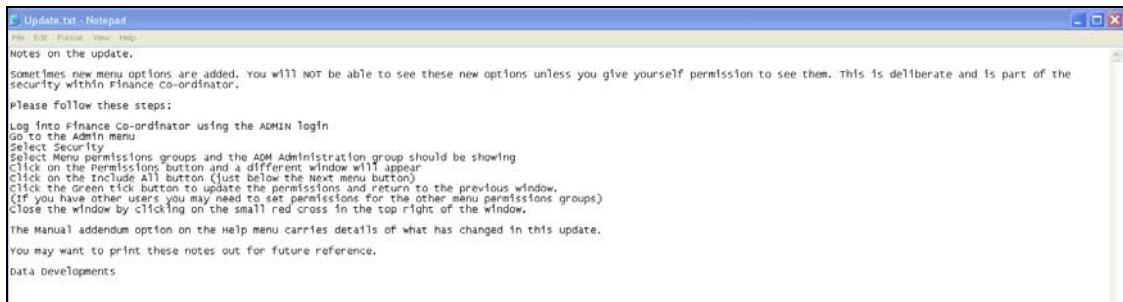 Update.txt - Notepad
File Edit Format View Help
Notes on the update.
Sometimes new menu options are added. You will NOT be able to see these new options unless you give yourself permission to see them. This is deliberate and is part of the
security within Finance Co-ordinator.
Please follow these steps:
Log into Finance Co-ordinator using the ADMIN login
Go to the Admin menu
Select Security
Select Menu permissions groups and the ADM Administration group should be showing
Click on the Permissions button and a different window will appear
Click on the Include All button (just below the Next menu button)
Click the Green tick button to update the permissions and return to the previous window.
(If you have other users you may need to set permissions for the other menu permissions groups)
Close the window by clicking on the small red cross in the top right of the window.
The Manual addendum option on the Help menu carries details of what has changed in this update.
You may want to print these notes out for future reference.
Data Developments